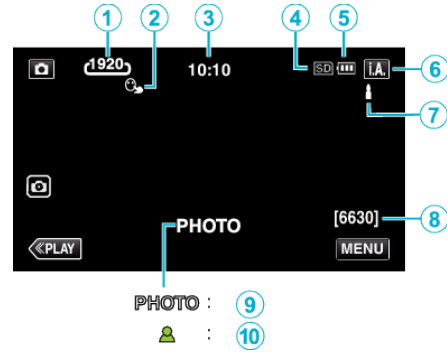 1 2 3 4 5
1920 10:10 SD i.A. 6
7
[6630] 8
PHOTO
≪PLAY MENU
PHOTO : 9
: 10